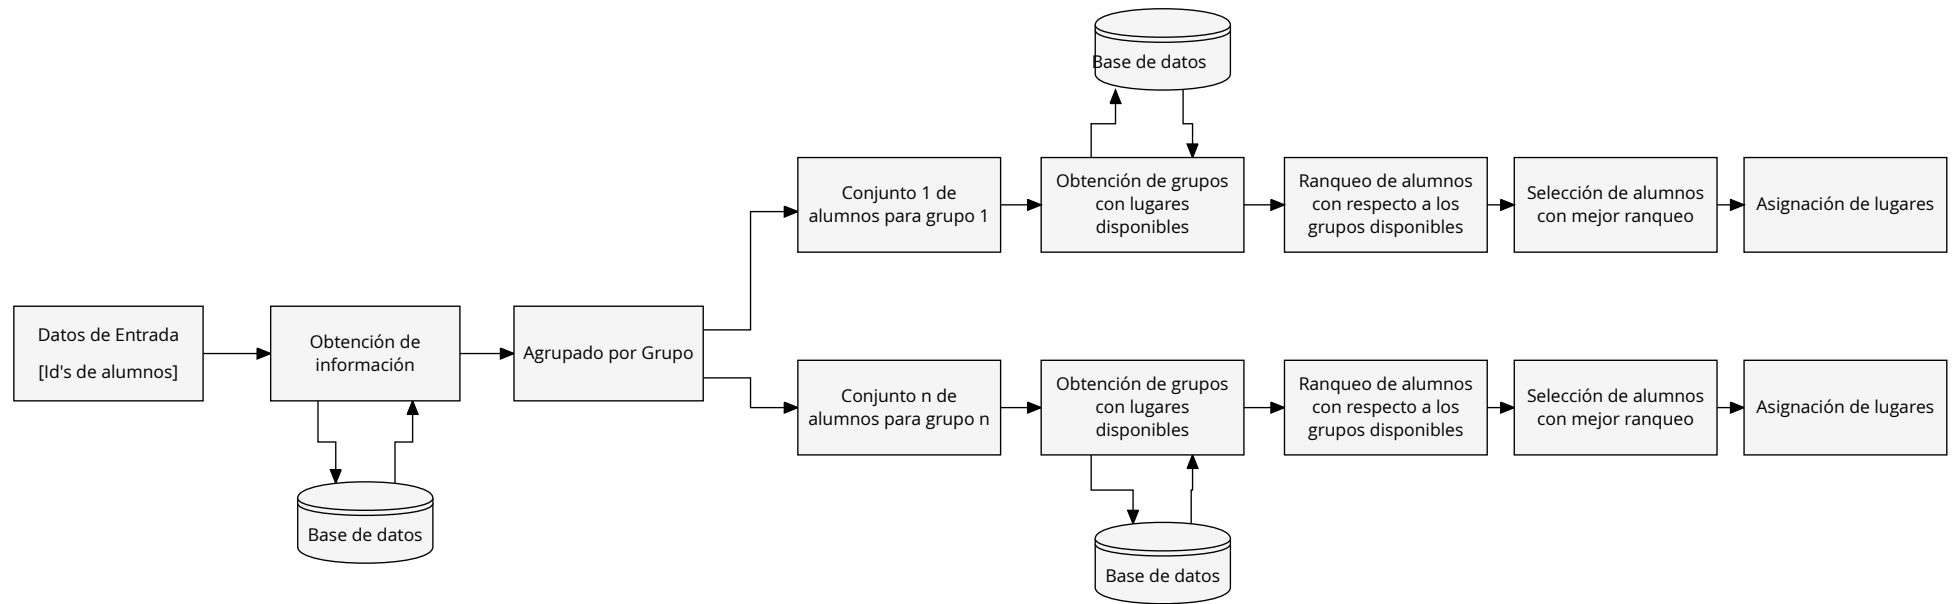 Base de datos
Conjunto 1 de
alumnos para grupo 1
Obtención de grupos
con lugares
disponibles
Ranqueo de alumnos
con respecto a los
grupos disponibles
Selección de alumnos
con mejor ranqueo
Asignación de lugares
Datos de Entrada
[Id's de alumnos]
Obtención de
información
Agrupado por Grupo
Conjunto n de
alumnos para grupo n
Obtención de grupos
con lugares
disponibles
Ranqueo de alumnos
con respecto a los
grupos disponibles
Selección de alumnos
con mejor ranqueo
Asignación de lugares
Base de datos
Base de datos